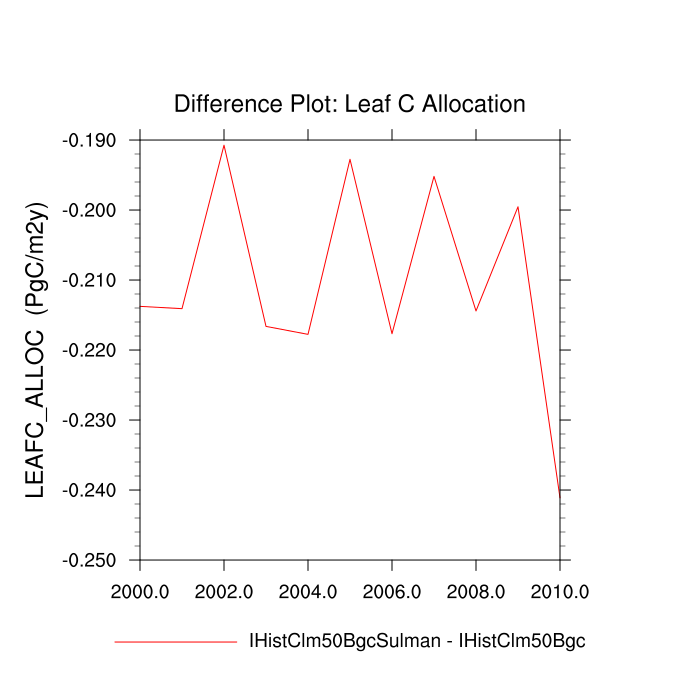 Difference Plot: Leaf C Allocation
LEAFC_ALLOC (PgC/m2y)
-0.190
-0.200
-0.210
-0.220
-0.230
-0.240
-0.250
2000.0 2002.0 2004.0 2006.0 2008.0 2010.0
IHistClm50BgcSulman - IHistClm50Bgc